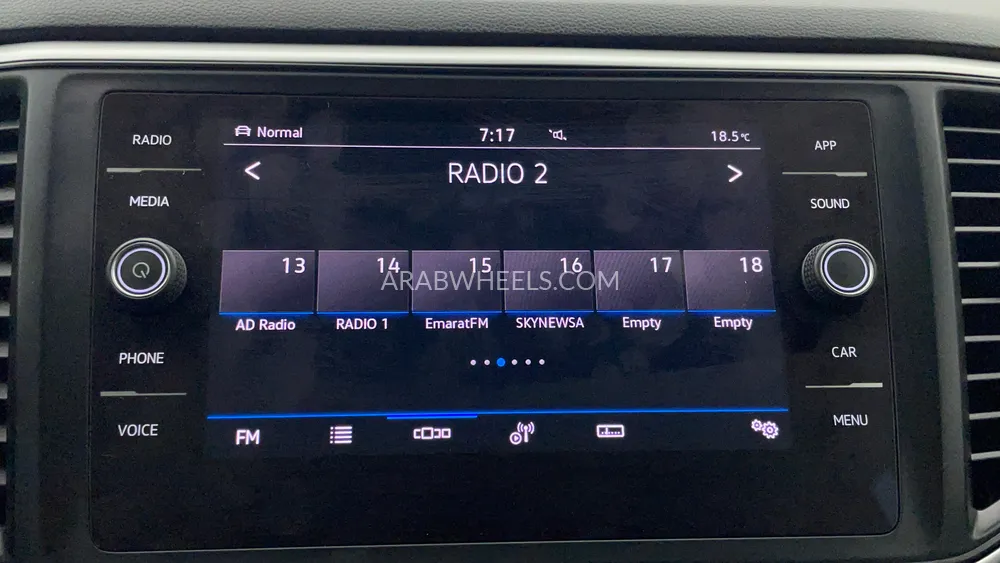 RADIO
MEDIA
PHONE
VOICE
Normal 7:17 18.5°C
< RADIO 2 >
13 14 15 16 17 18
ARABWHEELS.COM
AD Radio RADIO 1 EmaratFM SKYNEWSA Empty Empty
FM
APP
SOUND
CAR
MENU